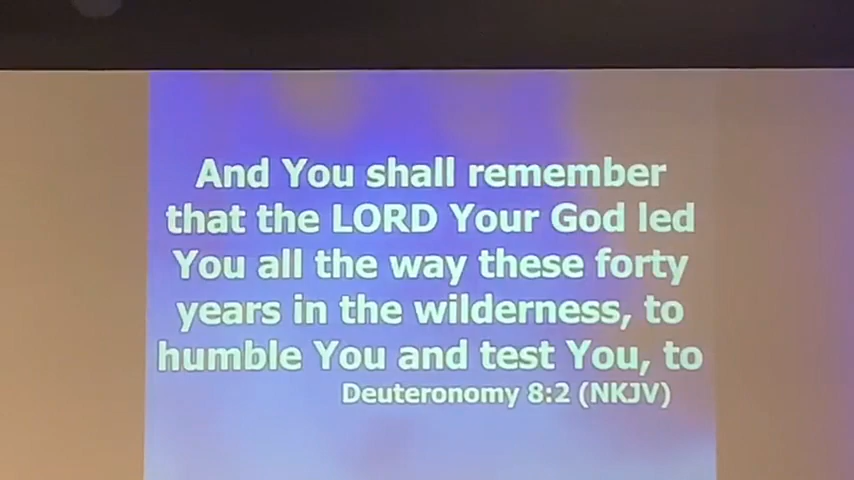 And You shall remember
that the LORD Your God led
You all the way these forty
years in the wilderness, to
humble You and test You, to
Deuteronomy 8:2 (NKJV)